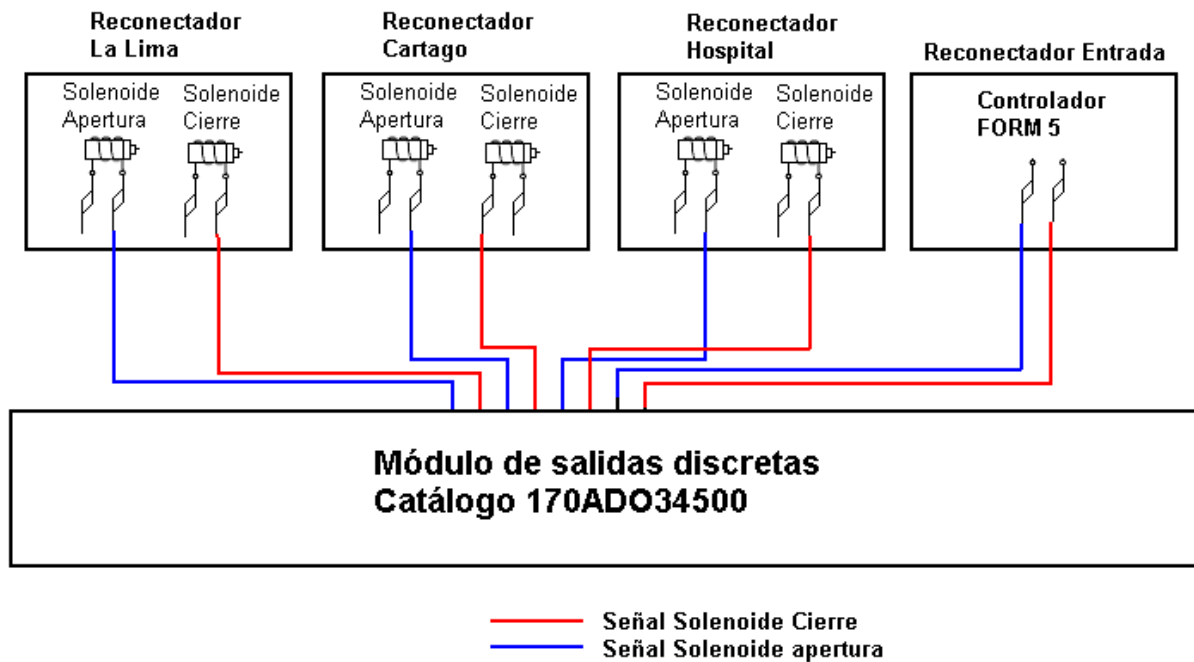 Reconectador
La Lima
Reconectador
Cartago
Reconectador
Hospital
Reconectador Entrada
Solenoide
Apertura
Solenoide
Cierre
Solenoide
Apertura
Solenoide
Cierre
Solenoide
Apertura
Solenoide
Cierre
Controlador
FORM 5
Módulo de salidas discretas
Catálogo 170ADO34500
Señal Solenoide Cierre
Señal Solenoide apertura